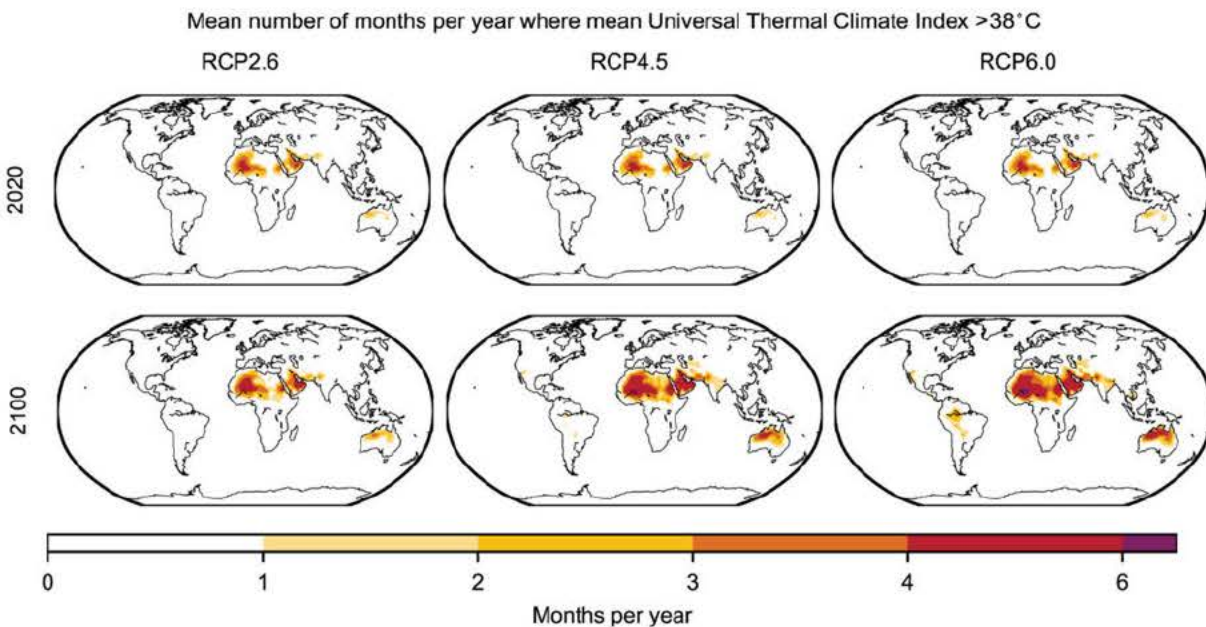 Mean number of months per year where mean Universal Thermal Climate Index >38°C
RCP2.6 RCP4.5 RCP6.0
2020
2100
0 1 2 3 4 6
Months per year